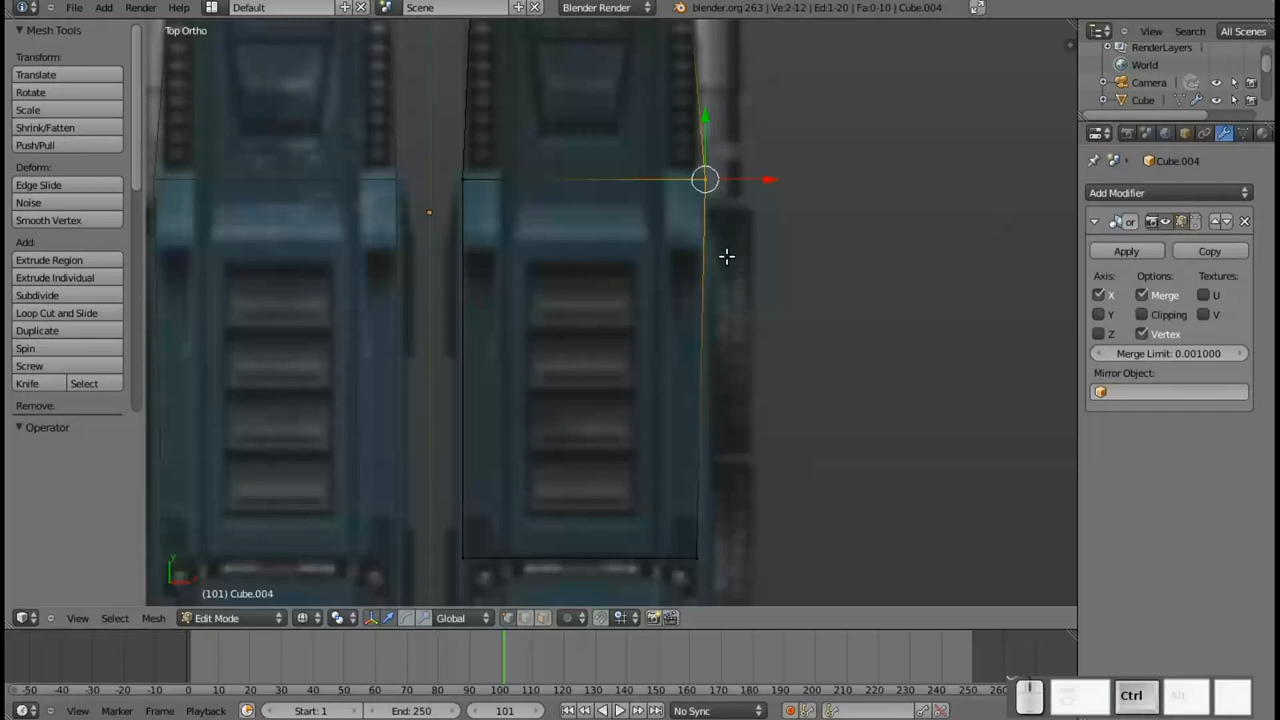 File Add Render Help Default Scene Blender Render blender.org 263 | Ve:2-12 | Ed:1-20 | Fa:0-10 | Cube.004
Mesh Tools
Transform:
Translate
Rotate
Scale
Shrink/Fatten
Push/Pull
Deform:
Edge Slide
Noise
Smooth Vertex
Add:
Extrude Region
Extrude Individual
Subdivide
Loop Cut and Slide
Duplicate
Spin
Screw
Knife Select
Remove:
Operator
Top Ortho
y
(101) Cube.004
View Search All Scenes
RenderLayers
World
Camera
Cube
Cube.004
Add Modifier
or
Apply Copy
Axis: Options: Textures:
X Merge U
Y Clipping V
Z Vertex
Merge Limit: 0.001000
Mirror Object:
View Select Mesh Edit Mode Global
-50 -40 -30 -20 -10 0 10 20 30 40 50 60 70 80 90 100 110 120 130 140 150 160 170 180 190 200 210 220 230 240 250 260
View Marker Frame Playback Start: 1 End: 250 101 No Sync
Ctrl Alt